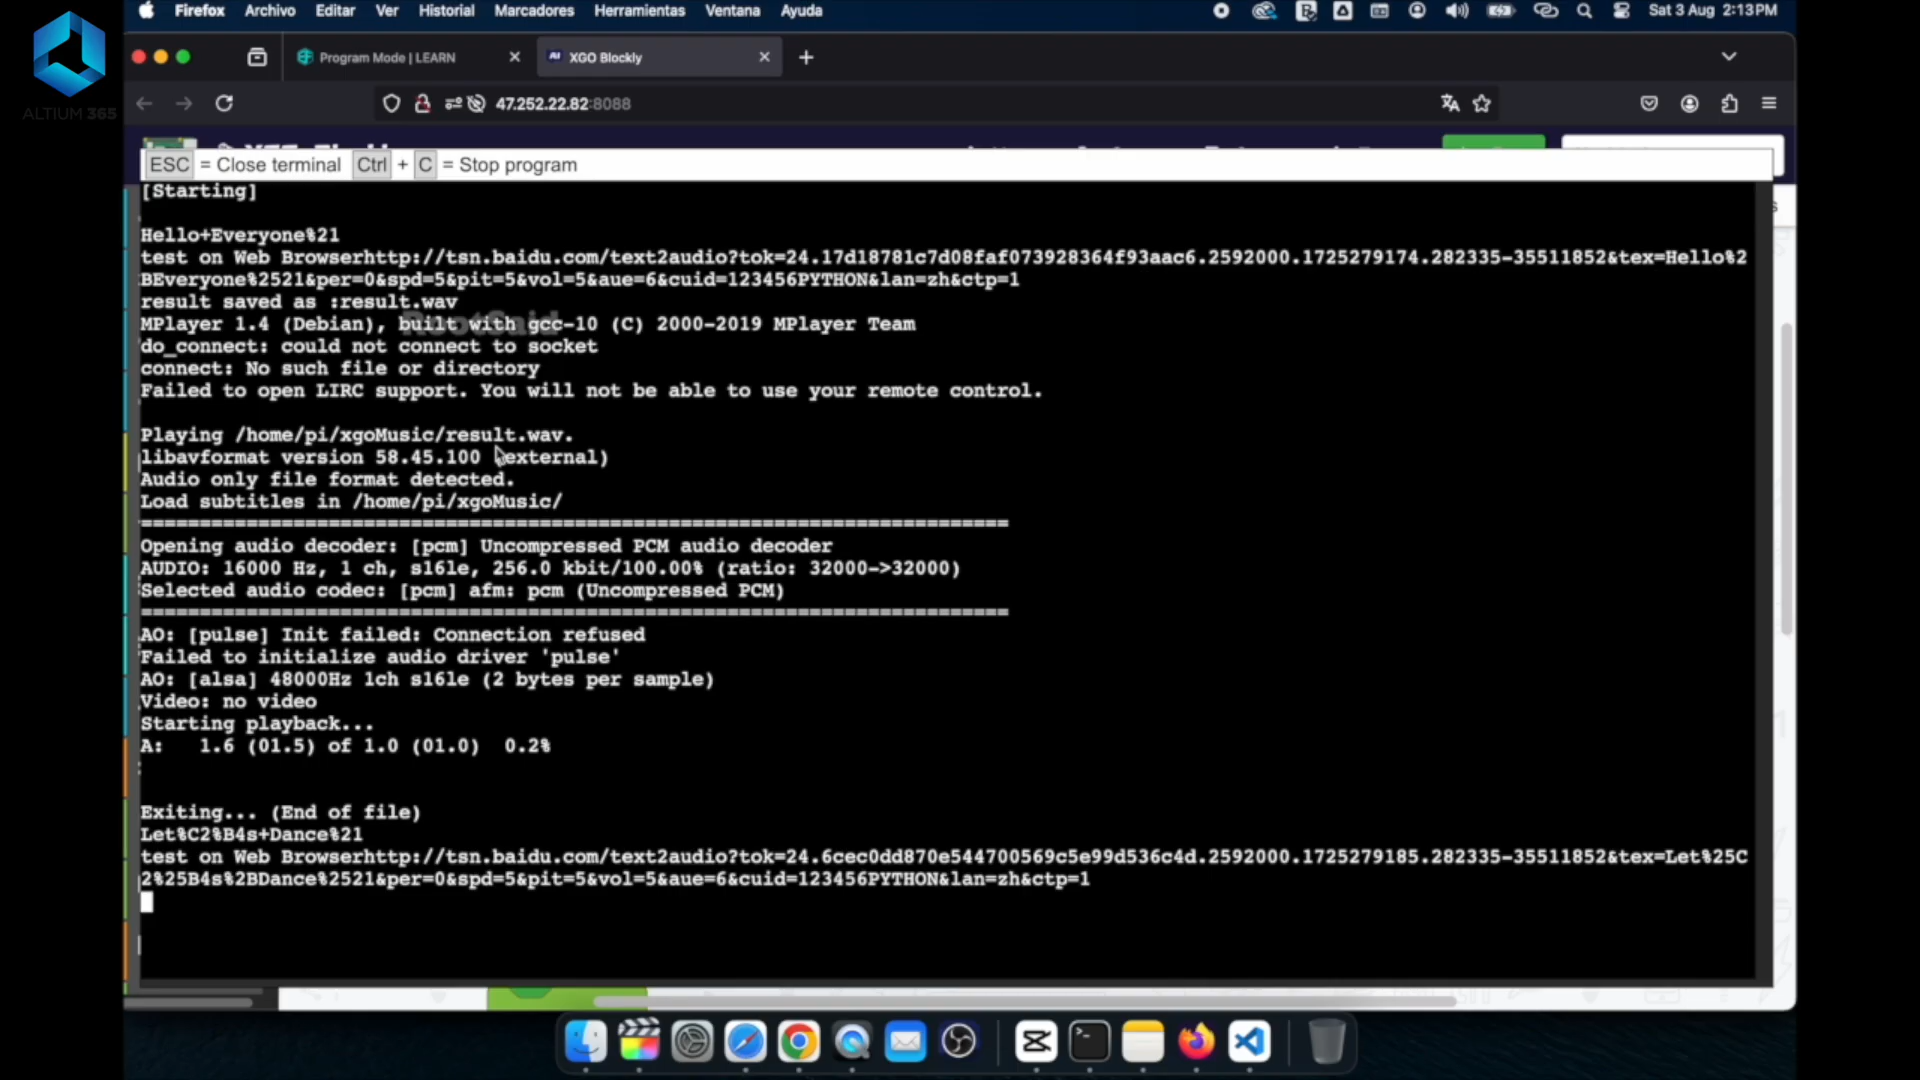 Firefox Archivo Editar Ver Historial Marcadores Herramientas Ventana Ayuda Sat 3 Aug 2:13 PM
ALTIUM 365
Program Mode | LEARN XGO Blockly
47.252.22.82:8088
ESC = Close terminal Ctrl + C = Stop program
[Starting]
Hello+Everyone%21
test on Web Browserhttp://tsn.baidu.com/text2audio?tok=24.17d18781c7d08faf073928364f93aac6.2592000.1725279174.282335-35511852&tex=Hello%2
BEveryone%2521&per=0&spd=5&pit=5&vol=5&aue=6&cuid=123456PYTHON&lan=zh&ctp=1
result saved as :result.wav
MPlayer 1.4 (Debian), built with gcc-10 (C) 2000-2019 MPlayer Team
RootSaid
do_connect: could not connect to socket
connect: No such file or directory
Failed to open LIRC support. You will not be able to use your remote control.
Playing /home/pi/xgoMusic/result.wav.
libavformat version 58.45.100 (external)
Audio only file format detected.
Load subtitles in /home/pi/xgoMusic/
==========================================================================
Opening audio decoder: [pcm] Uncompressed PCM audio decoder
AUDIO: 16000 Hz, 1 ch, s16le, 256.0 kbit/100.00% (ratio: 32000->32000)
Selected audio codec: [pcm] afm: pcm (Uncompressed PCM)
==========================================================================
AO: [pulse] Init failed: Connection refused
Failed to initialize audio driver 'pulse'
AO: [alsa] 48000Hz 1ch s16le (2 bytes per sample)
Video: no video
Starting playback...
A: 1.6 (01.5) of 1.0 (01.0) 0.2%
Exiting... (End of file)
Let%C2%B4s+Dance%21
test on Web Browserhttp://tsn.baidu.com/text2audio?tok=24.6cec0dd870e544700569c5e99d536c4d.2592000.1725279185.282335-35511852&tex=Let%25C
2%25B4s%2BDance%2521&per=0&spd=5&pit=5&vol=5&aue=6&cuid=123456PYTHON&lan=zh&ctp=1